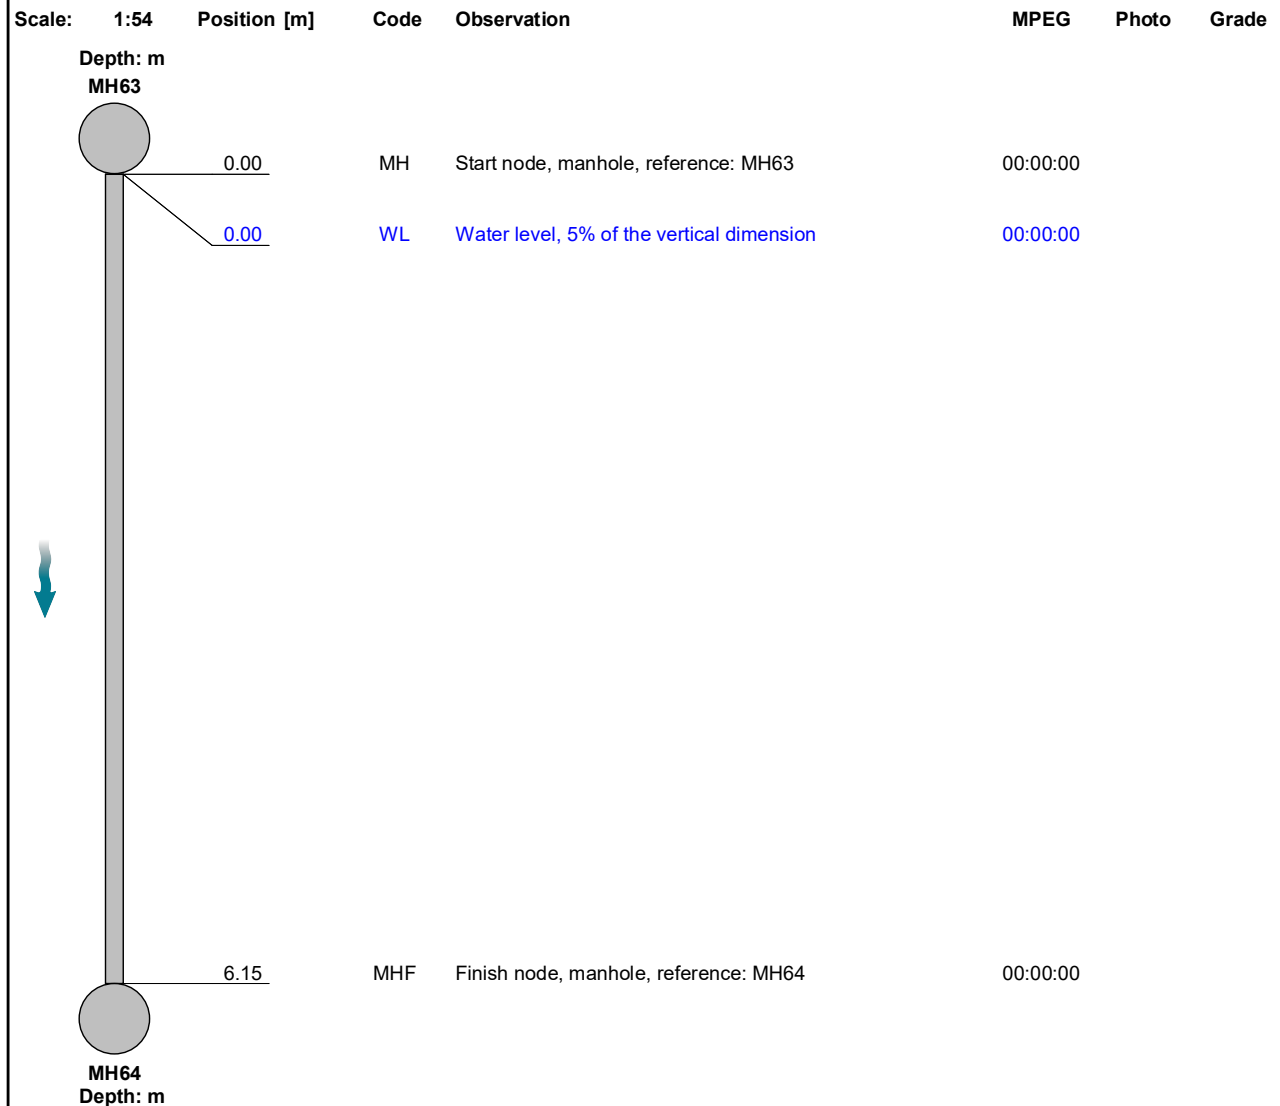 Scale: 1:54 Position [m] Code Observation MPEG Photo Grade
Depth: m
MH63
0.00 MH Start node, manhole, reference: MH63 00:00:00
0.00 WL Water level, 5% of the vertical dimension 00:00:00
6.15 MHF Finish node, manhole, reference: MH64 00:00:00
MH64
Depth: m